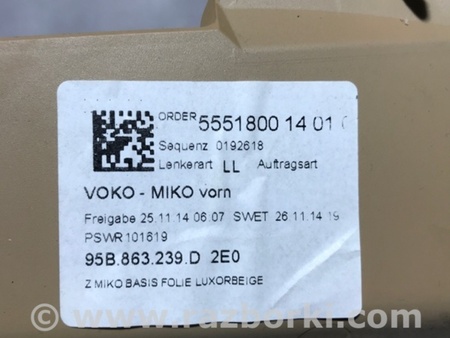 ORDER 5551800 14 01
Sequenz 0192618
Lenkerart LL Auftragsart
VOKO - MIKO vorn
Freigabe 25.11.14 06:07 SWET 26.11.14 19
PSWR 101619
95B.863.239.D 2E0
Z MIKO BASIS FOLIE LUXORBEIGE
© www.razborki.com